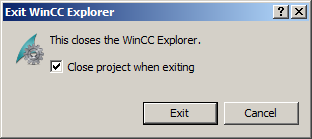 Exit WinCC Explorer
This closes the WinCC Explorer.
Close project when exiting
Exit
Cancel